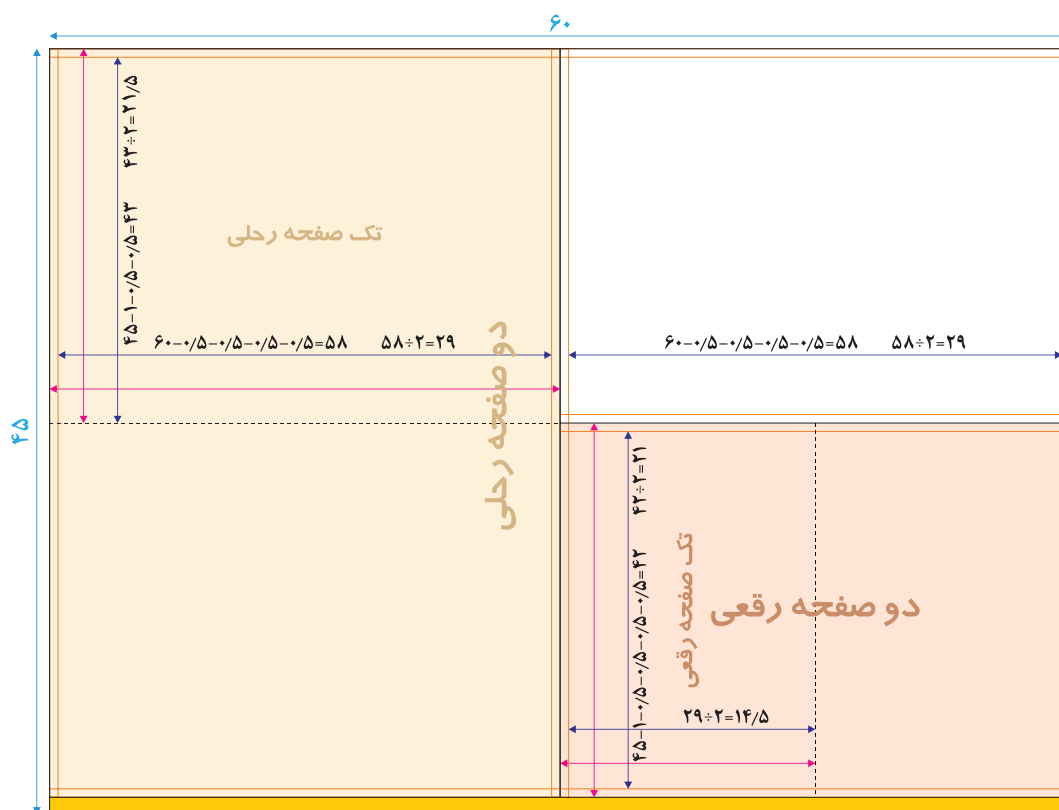 ۶۰
۴۵
۴۳÷۲=۲۱/۵
۴۵-۱-۰/۵-۰/۵=۴۳
تک صفحه رحلی
۶۰-۰/۵-۰/۵-۰/۵-۰/۵=۵۸ ۵۸÷۲=۲۹
دو صفحه رحلی
۶۰-۰/۵-۰/۵-۰/۵-۰/۵=۵۸ ۵۸÷۲=۲۹
۴۲÷۲=۲۱
۴۵-۱-۰/۵-۰/۵-۰/۵-۰/۵=۴۲
تک صفحه رقعی
دو صفحه رقعی
۲۹÷۲=۱۴/۵